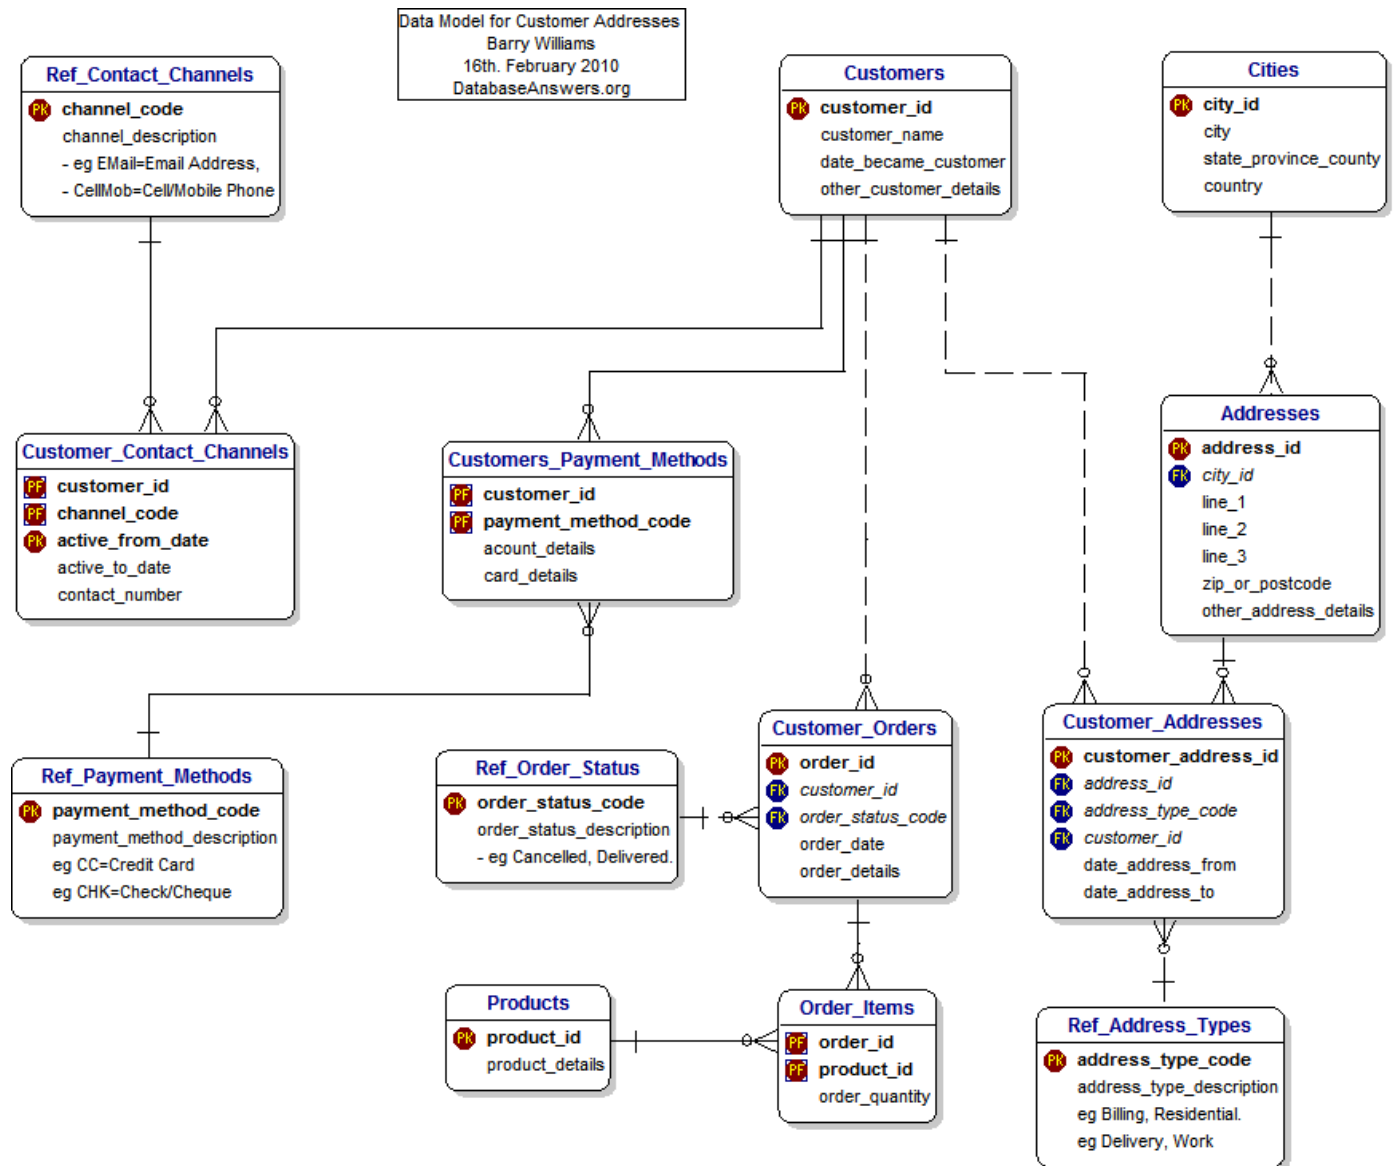 Data Model for Customer Addresses
Barry Williams
16th. February 2010
DatabaseAnswers.org
Ref_Contact_Channels
PK channel_code
channel_description
- eg EMail=Email Address,
- CellMob=Cell/Mobile Phone
Customers
PK customer_id
customer_name
date_became_customer
other_customer_details
Cities
PK city_id
city
state_province_county
country
Customer_Contact_Channels
PF customer_id
PF channel_code
PK active_from_date
active_to_date
contact_number
Customers_Payment_Methods
PF customer_id
PF payment_method_code
acount_details
card_details
Addresses
PK address_id
FK city_id
line_1
line_2
line_3
zip_or_postcode
other_address_details
Ref_Payment_Methods
PK payment_method_code
payment_method_description
eg CC=Credit Card
eg CHK=Check/Cheque
Ref_Order_Status
PK order_status_code
order_status_description
- eg Cancelled, Delivered.
Customer_Orders
PK order_id
FK customer_id
FK order_status_code
order_date
order_details
Customer_Addresses
PK customer_address_id
FK address_id
FK address_type_code
FK customer_id
date_address_from
date_address_to
Products
PK product_id
product_details
Order_Items
PF order_id
PF product_id
order_quantity
Ref_Address_Types
PK address_type_code
address_type_description
eg Billing, Residential.
eg Delivery, Work